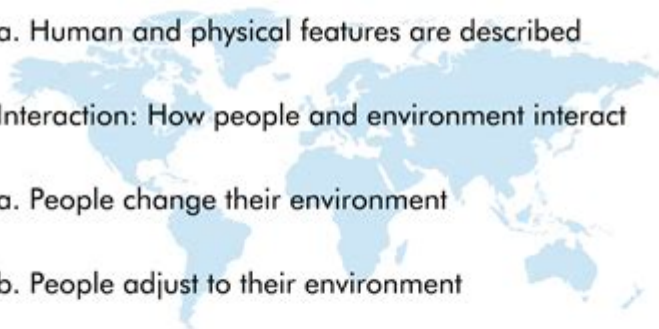 a. Human and physical features are described
Interaction: How people and environment interact
a. People change their environment
b. People adjust to their environment